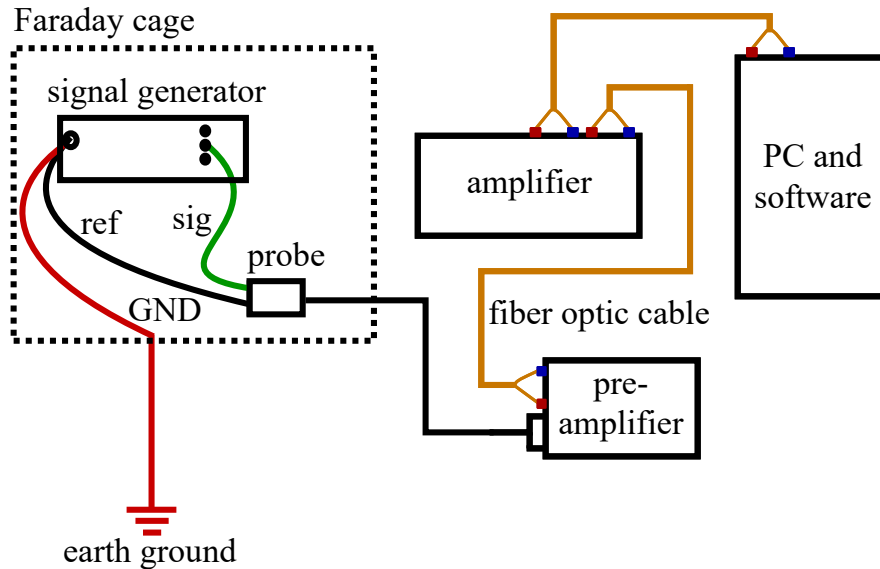 Faraday cage
signal generator
ref
sig
probe
GND
earth ground
amplifier
PC and
software
fiber optic cable
pre-
amplifier